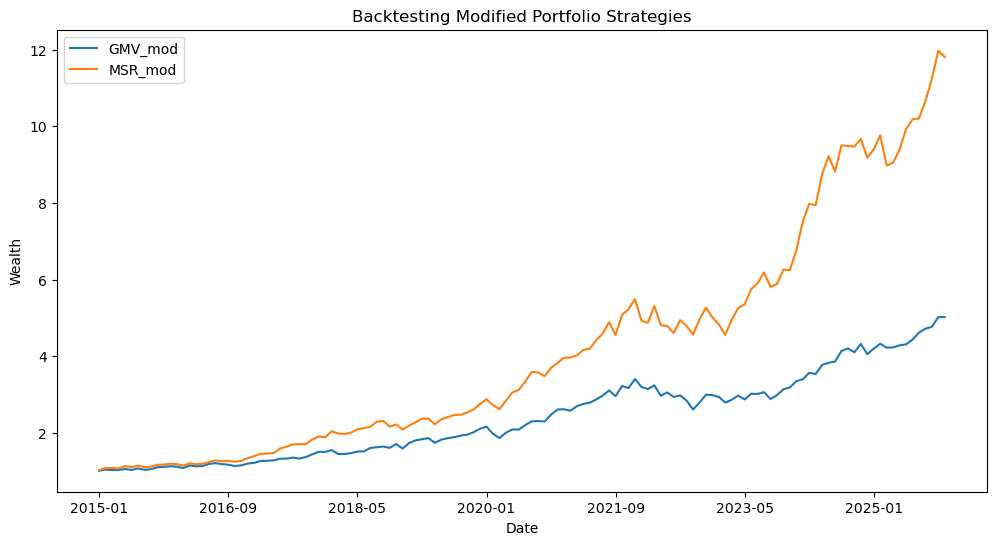 Backtesting Modified Portfolio Strategies
GMV_mod
MSR_mod
12
10
8
6
4
2
Wealth
2015-01 2016-09 2018-05 2020-01 2021-09 2023-05 2025-01
Date